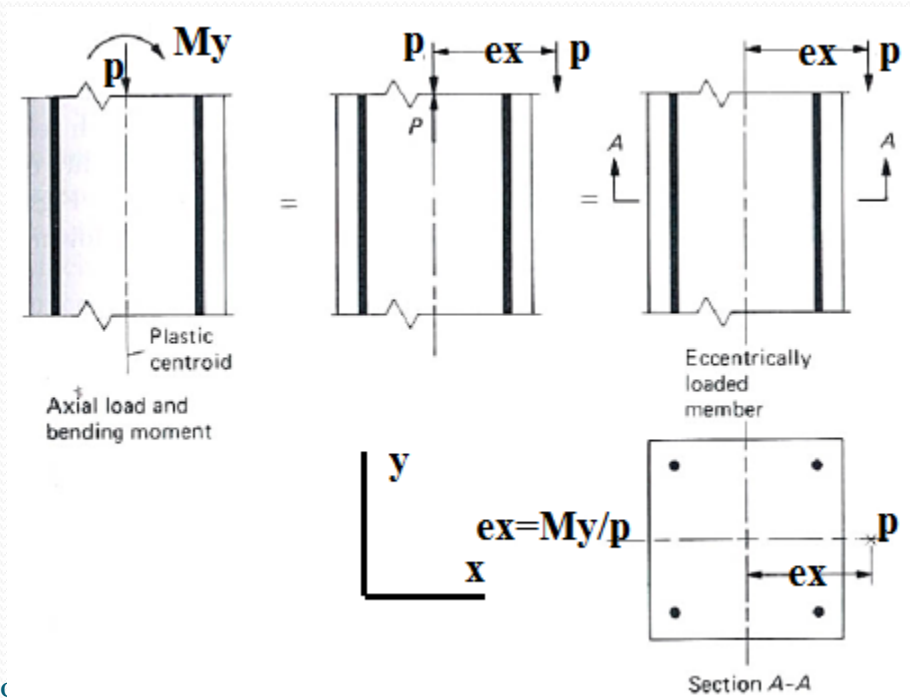 My
p
p
ex
p
P
ex
p
A
A
=
=
Plastic
centroid
Axial load and
bending moment
Eccentrically
loaded
member
y
x
ex=My/p
p
ex
Section A-A